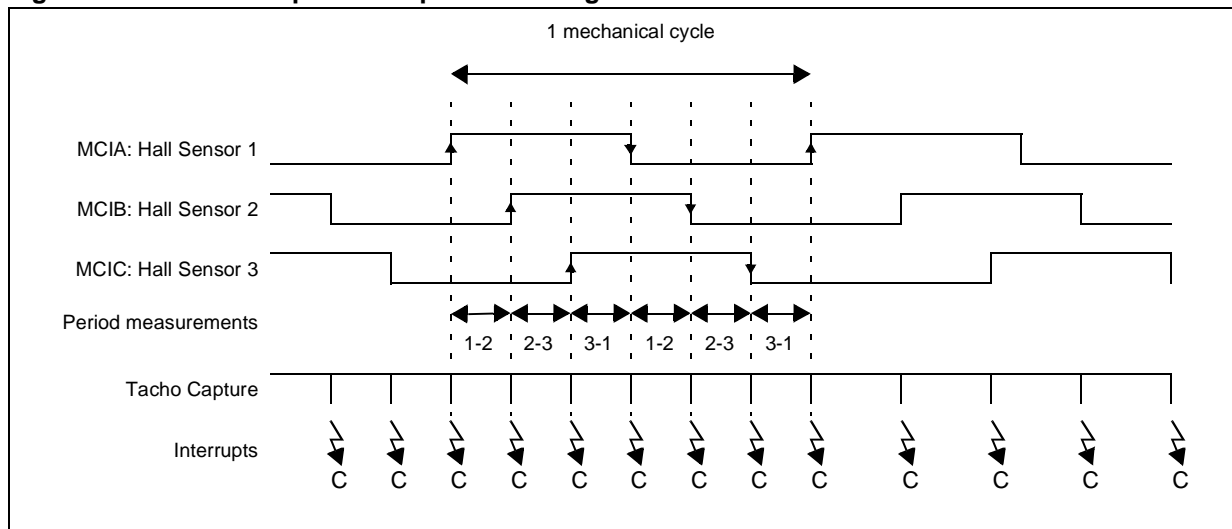 1 mechanical cycle
MCIA: Hall Sensor 1
MCIB: Hall Sensor 2
MCIC: Hall Sensor 3
Period measurements
1-2 2-3 3-1 1-2 2-3 3-1
Tacho Capture
Interrupts
C C C C C C C C C C C C C